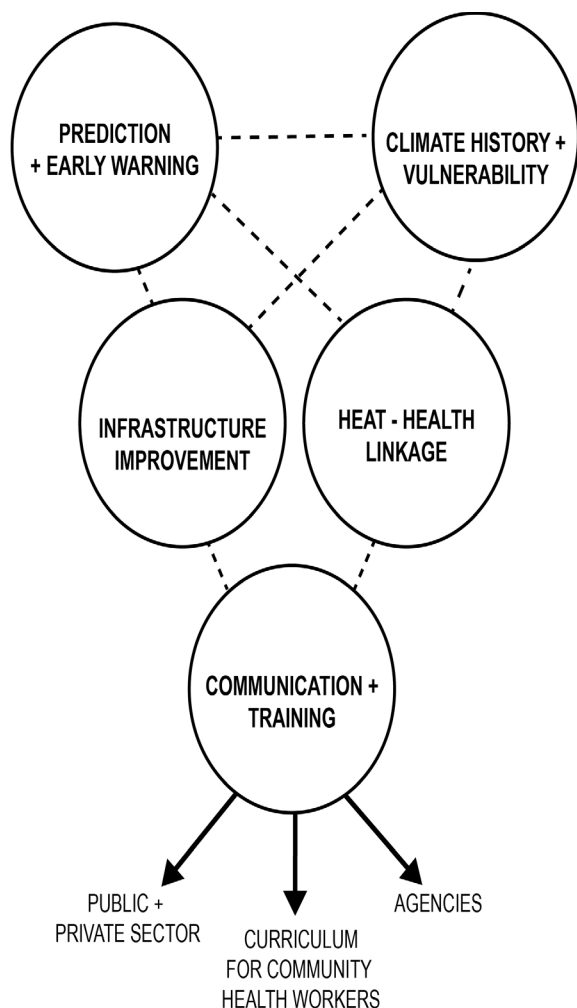 PREDICTION
+ EARLY WARNING
CLIMATE HISTORY +
VULNERABILITY
INFRASTRUCTURE
IMPROVEMENT
HEAT - HEALTH
LINKAGE
COMMUNICATION +
TRAINING
PUBLIC +
PRIVATE SECTOR
CURRICULUM
FOR COMMUNITY
HEALTH WORKERS
AGENCIES